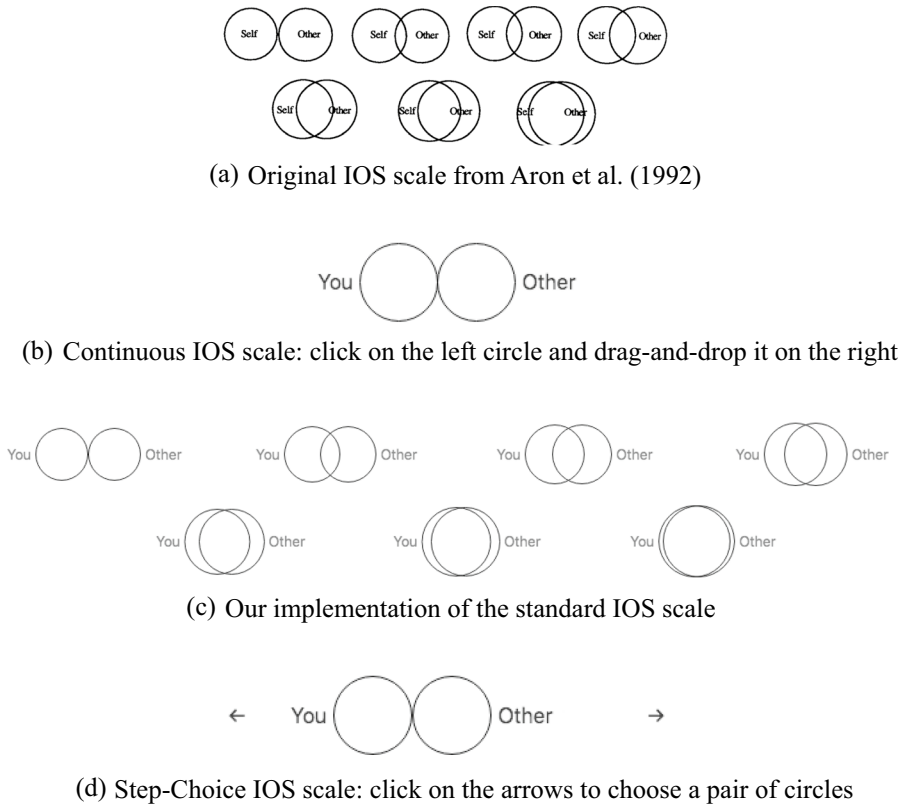 Self Other Self Other Self Other Self Other
Self Other Self Other Self Other
(a) Original IOS scale from Aron et al. (1992)
You Other
(b) Continuous IOS scale: click on the left circle and drag-and-drop it on the right
You Other You Other You Other You Other
You Other You Other You Other
(c) Our implementation of the standard IOS scale
← You Other →
(d) Step-Choice IOS scale: click on the arrows to choose a pair of circles